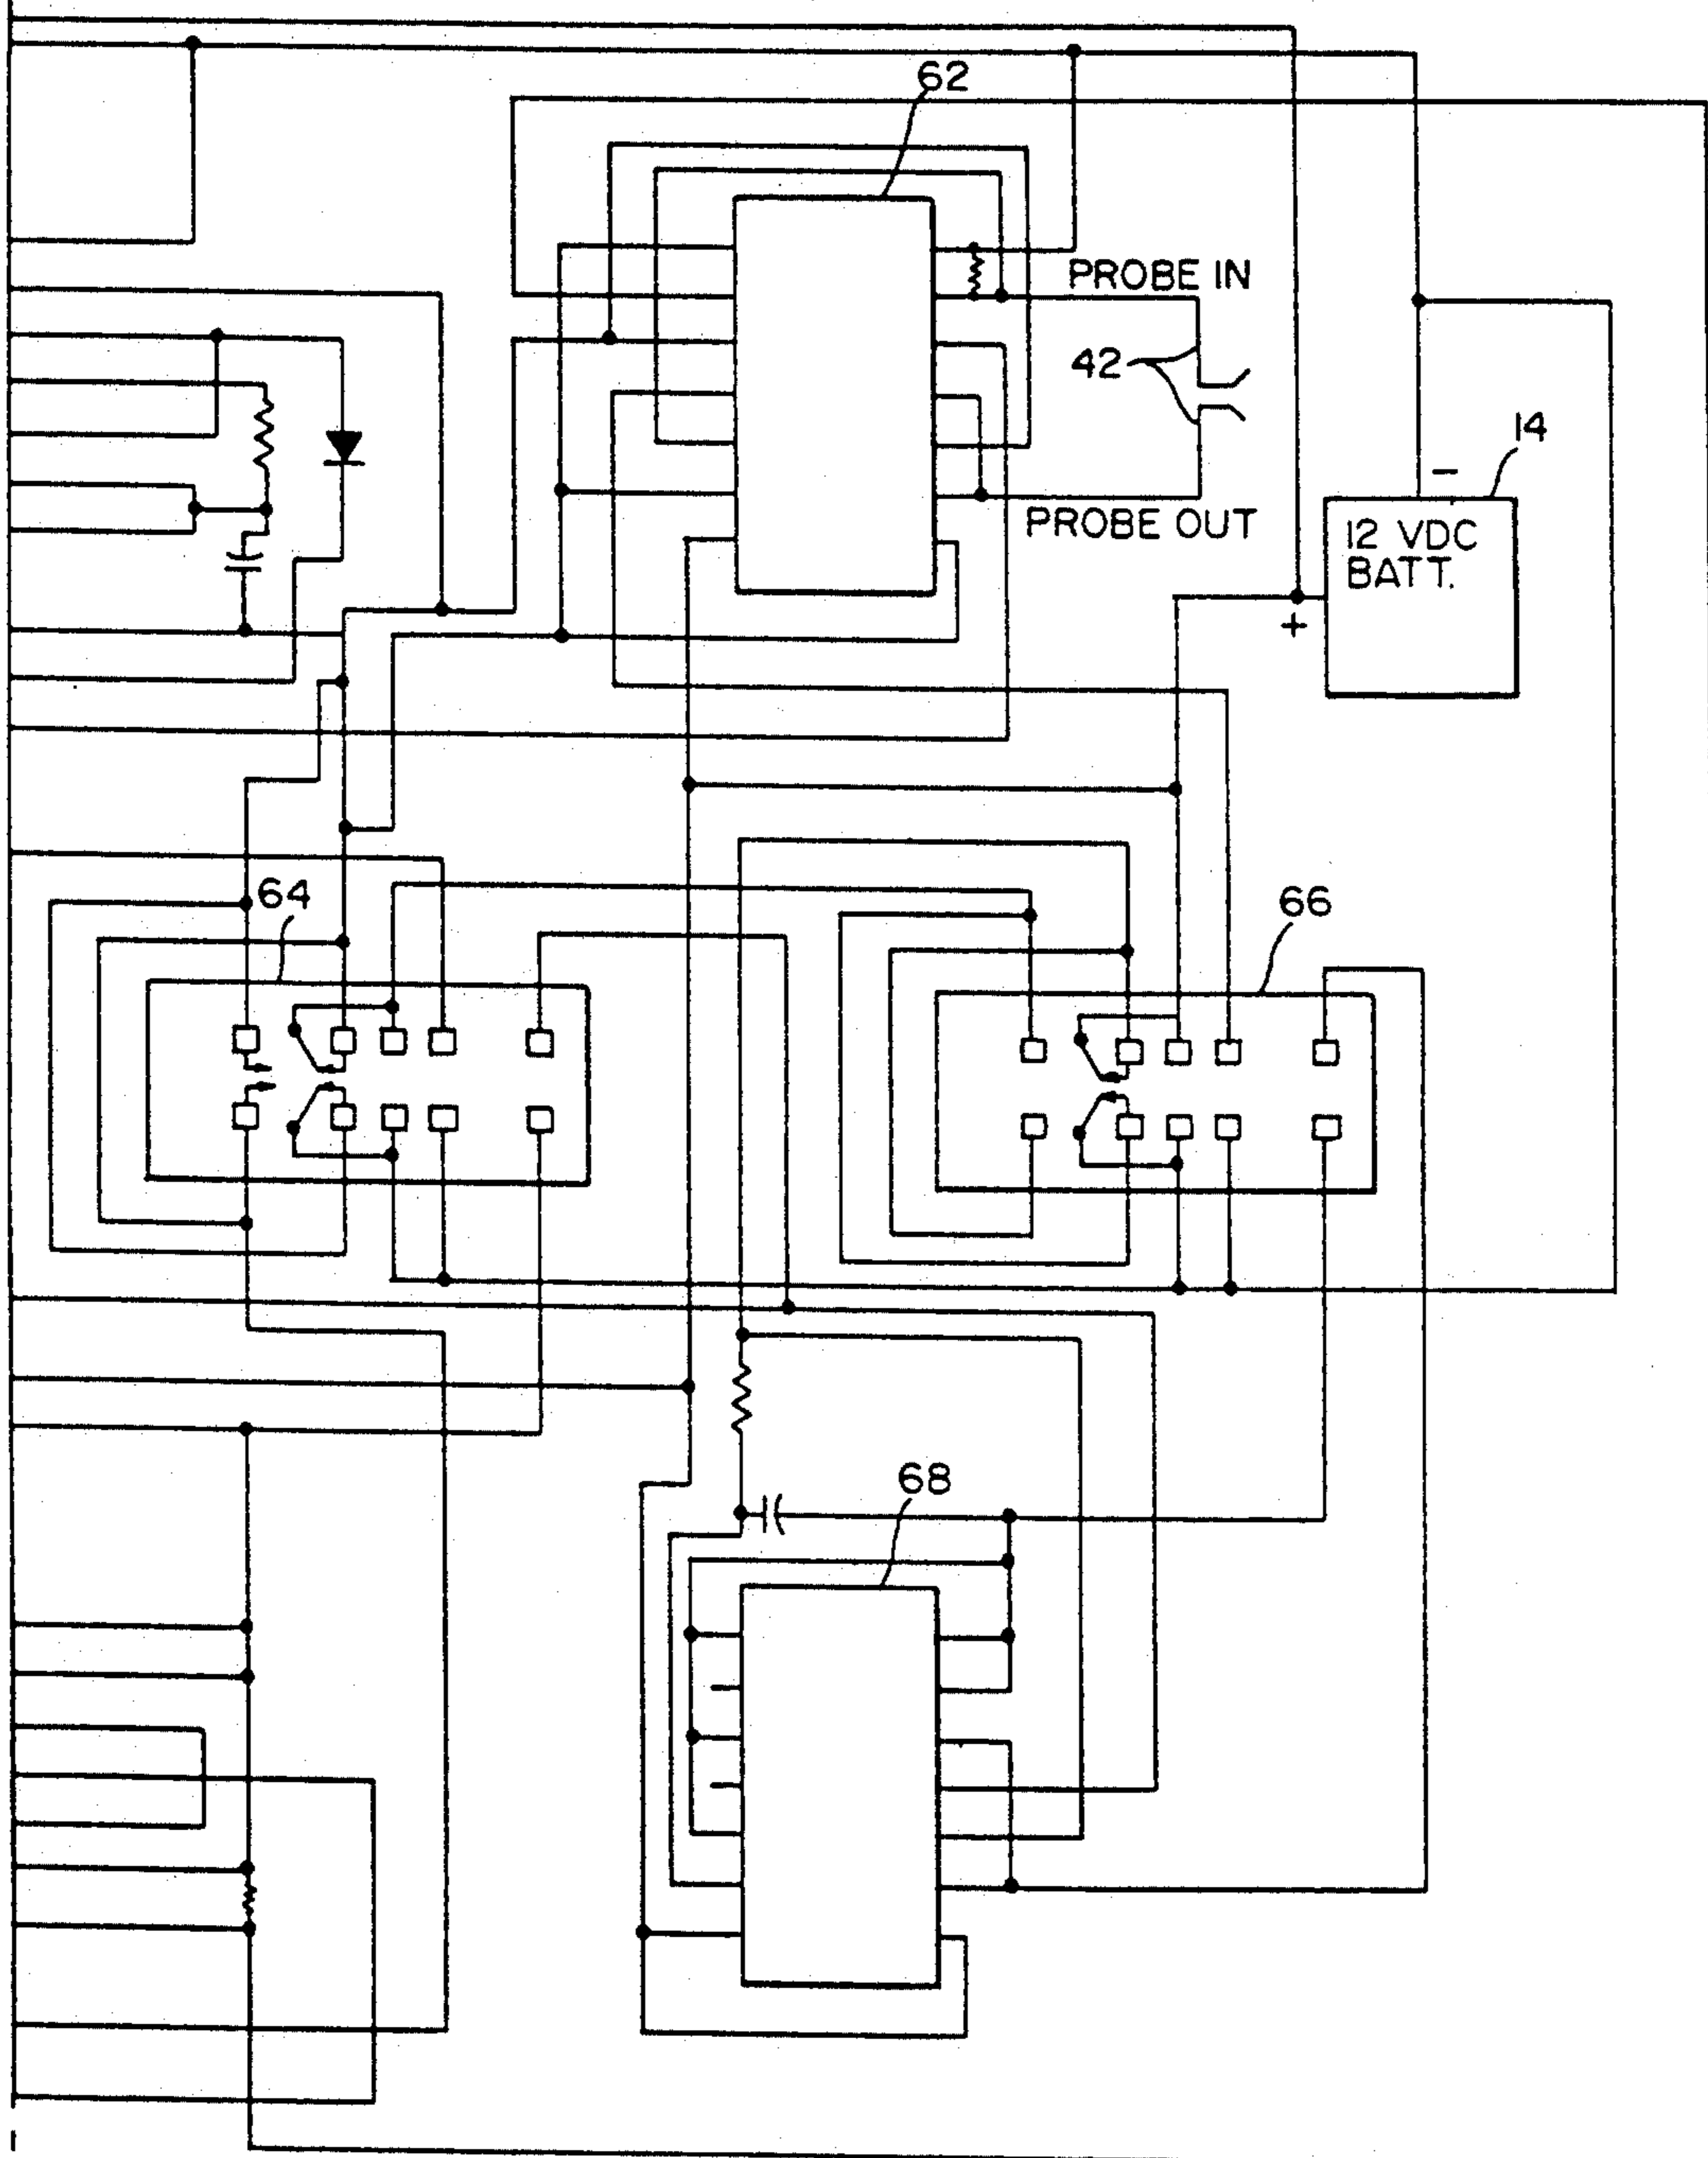 62
PROBE IN
42
14
−
12 VDC
BATT.
PROBE OUT
+
64
66
68